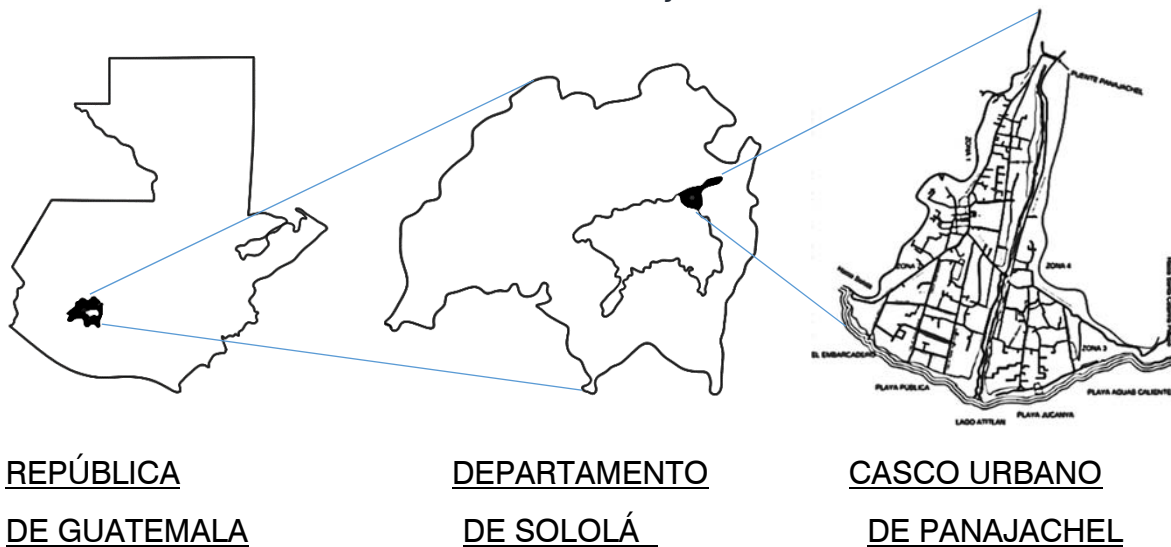 PUENTE PANAJACHEL
ZONA 1
ZONA 2
ZONA 4
EL EMBARCADERO
ZONA 3
PLAYA PÚBLICA
PLAYA AGUAS CALIENTE
PLAYA JUCANYA
LAGO ATITLAN
REPÚBLICA
DE GUATEMALA
DEPARTAMENTO
DE SOLOLÁ
CASCO URBANO
DE PANAJACHEL